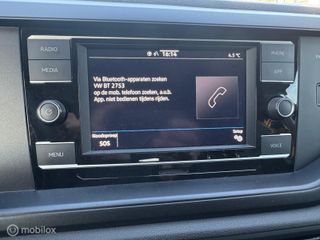 RADIO
MEDIA
MENU
16:14
4.5 °C
Via Bluetooth-apparaten zoeken
VW BT 2753
op de mob. telefoon zoeken, a.u.b.
App. niet bedienen tijdens rijden.
Noodoproep
SOS
Setup
PHONE
APP
VOICE
© mobilox